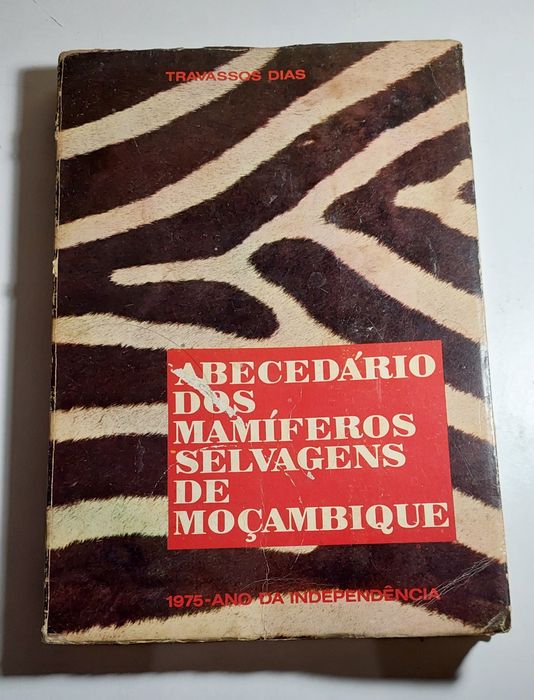 TRAVASSOS DIAS
ABECEDÁRIO
DOS
MAMÍFEROS
SELVAGENS
DE
MOÇAMBIQUE
1975-ANO DA INDEPENDÊNCIA